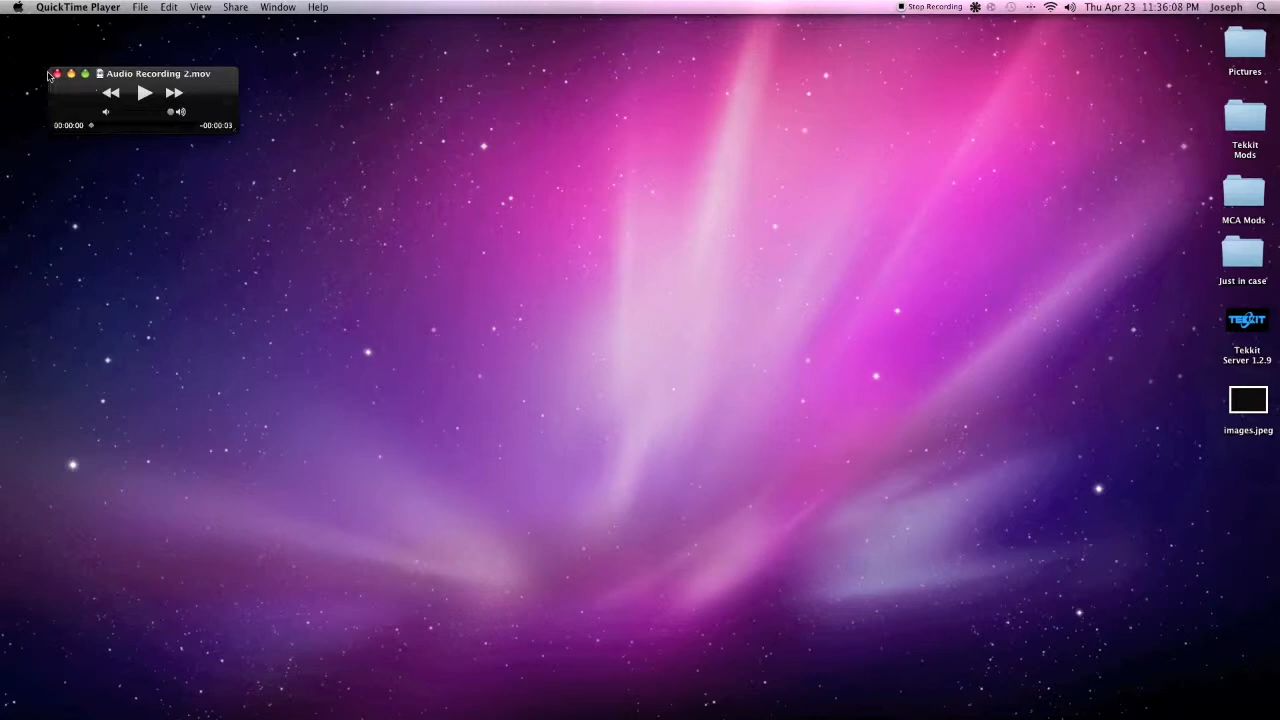 QuickTime Player File Edit View Share Window Help Stop Recording Thu Apr 23 11:36:08 PM Joseph
Audio Recording 2.mov
00:00:00 -00:00:03
Pictures
Tekkit
Mods
MCA Mods
Just in case'
TEKKIT
Tekkit
Server 1.2.9
images.jpeg